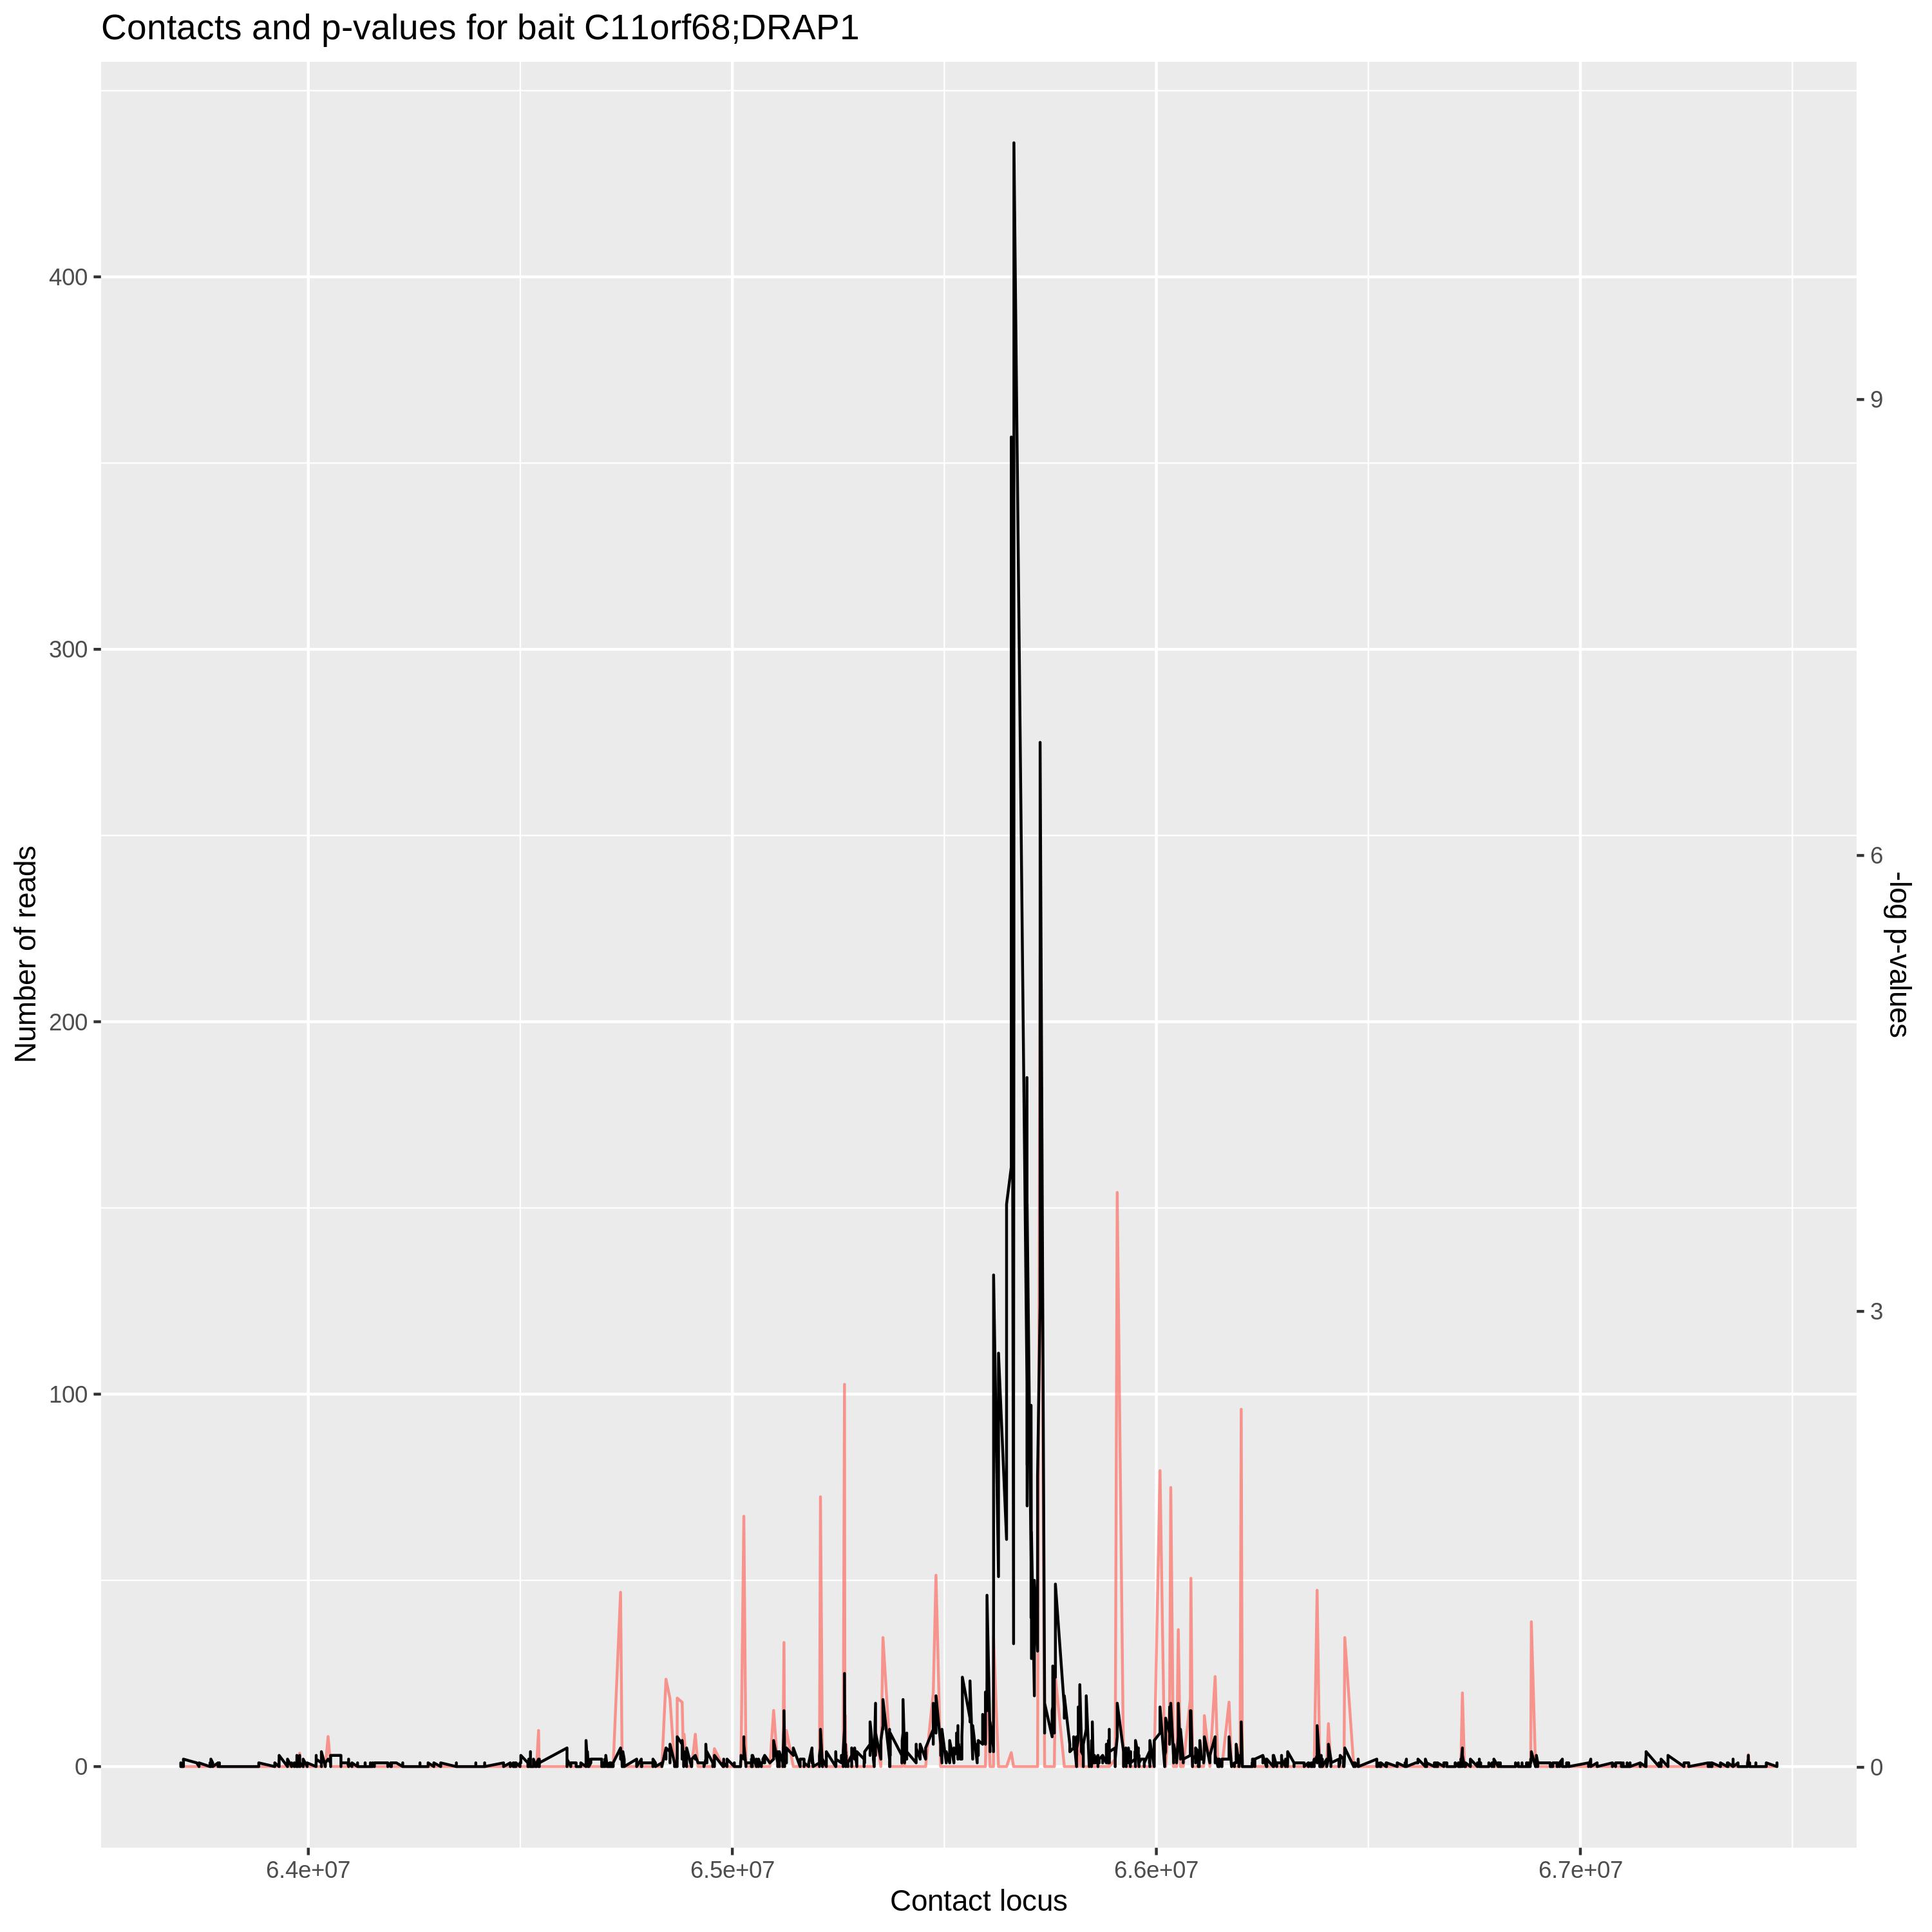 Contacts and p-values for bait C11orf68;DRAP1
Number of reads
400
300
200
100
0
9
6
3
0
-log p-values
6.4e+07
6.5e+07
6.6e+07
6.7e+07
Contact locus